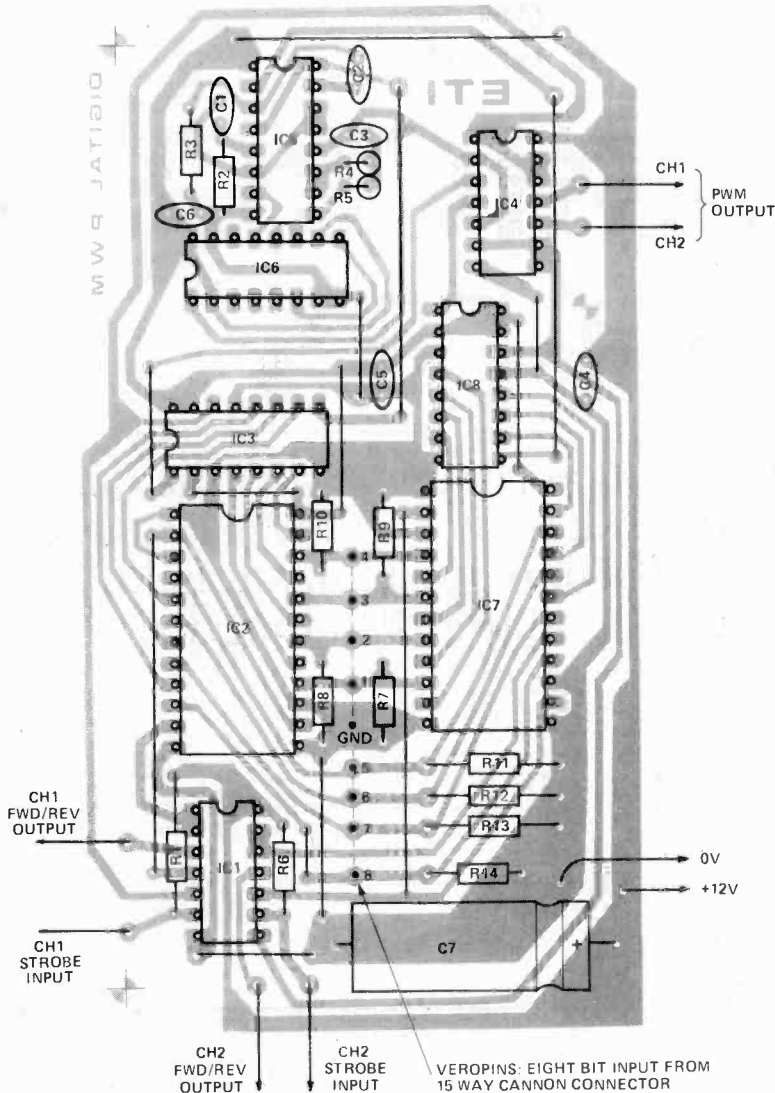 ETI
DIGITAL PWM
C2
C1
C3
R3
R2
R4
R5
C6
IC4
CH1
PWM
OUTPUT
CH2
IC6
IC8
C5
C4
IC3
R10
R9
4
3
2
1
IC2
IC7
R8
R7
GND
5
6
7
8
R11
R12
R13
R14
CH1
FWD/REV
OUTPUT
R1
IC1
R6
0V
+12V
C7
+
CH1
STROBE
INPUT
CH2
FWD/REV
OUTPUT
CH2
STROBE
INPUT
VEROPINS: EIGHT BIT INPUT FROM
15 WAY CANNON CONNECTOR